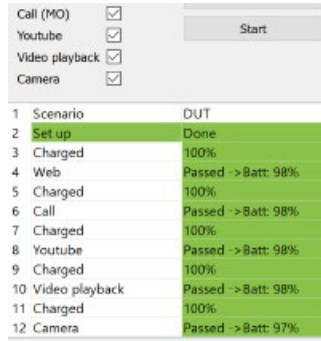 Call (MO)
Youtube
Start
Video playback
Camera
1 Scenario DUT
2 Set up Done
3 Charged 100%
4 Web Passed ->Batt: 98%
5 Charged 100%
6 Call Passed ->Batt: 98%
7 Charged 100%
8 Youtube Passed ->Batt: 98%
9 Charged 100%
10 Video playback Passed ->Batt: 98%
11 Charged 100%
12 Camera Passed ->Batt: 97%